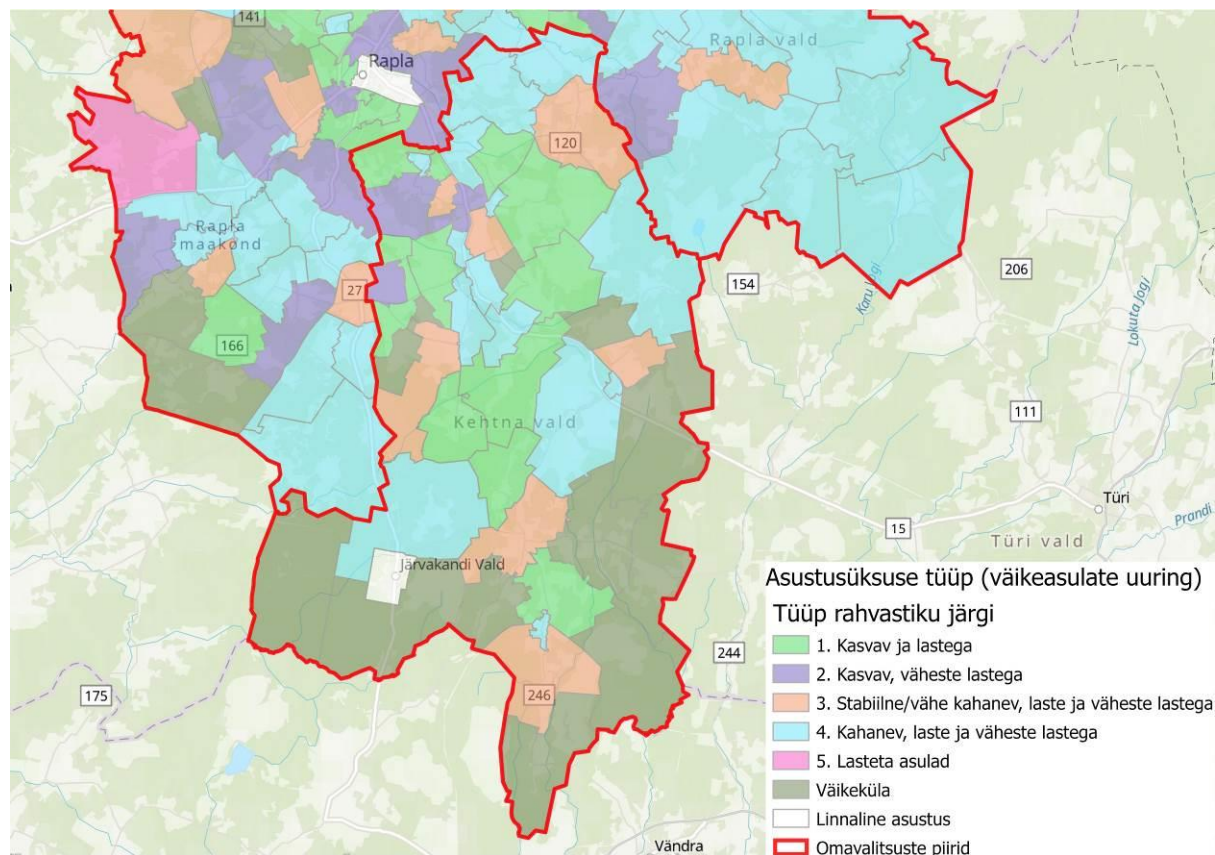 141
Rapla
Rapla vald
120
Rapla
maakond
27
154
206
Käru jõgi
Lokuta jõgi
166
Kehtna vald
111
Türi
15
Prandi
Türi vald
Järvakandi Vald
244
175
246
Vändra
Asustusüksuse tüüp (väikeasulate uuring)
Tüüp rahvastiku järgi
1. Kasvav ja lastega
2. Kasvav, väheste lastega
3. Stabiilne/vähe kahanev, laste ja väheste lastega
4. Kahanev, laste ja väheste lastega
5. Lasteta asulad
Väikeküla
Linnaline asustus
Omavalitsuste piirid